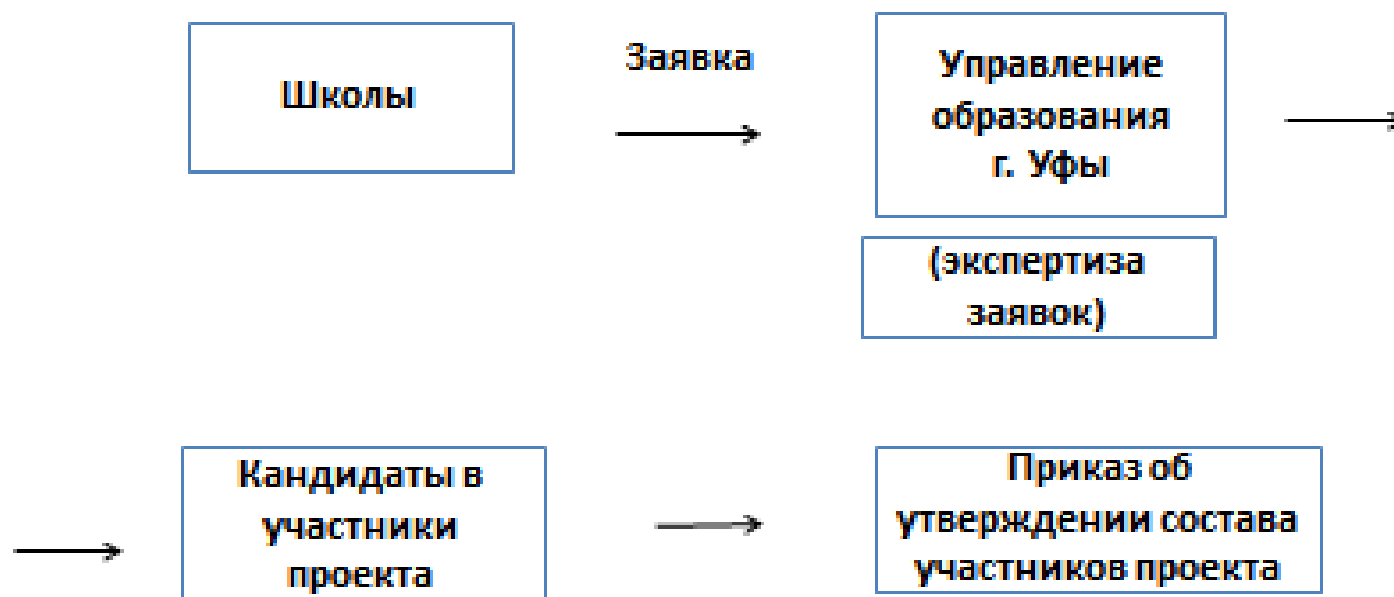 Школы
Заявка
Управление
образования
г. Уфы
(экспертиза
заявок)
Кандидаты в
участники
проекта
Приказ об
утверждении состава
участников проекта